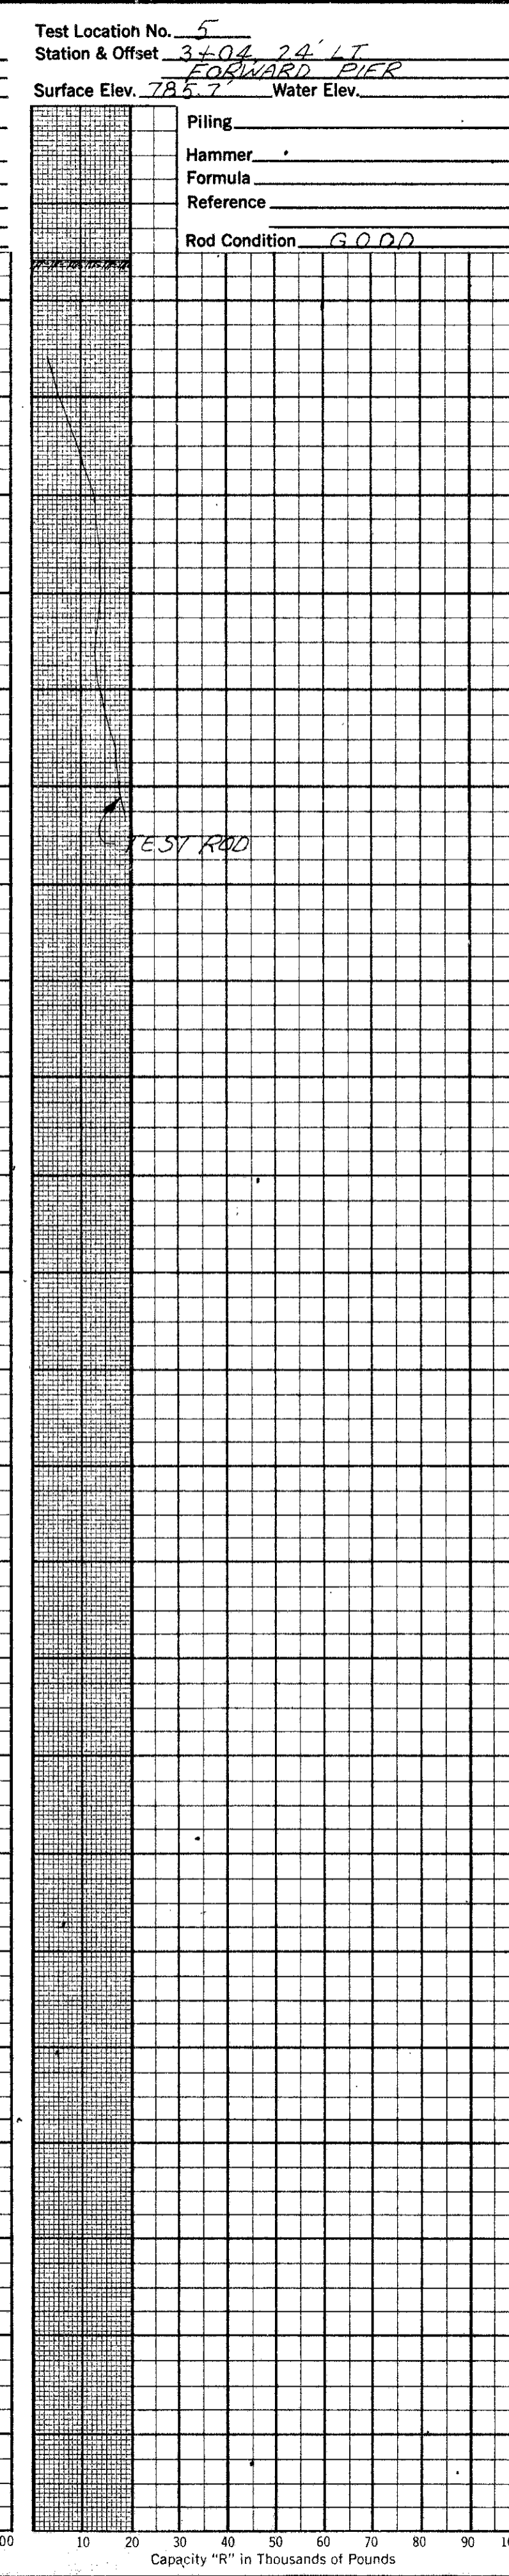 Test Location No. 5
Station & Offset 3+04, 24' LT.
FORWARD PIER
Surface Elev. 785.7' Water Elev.
Piling
Hammer
Formula
Reference
Rod Condition GOOD
TEST ROD
00 10 20 30 40 50 60 70 80 90 10
Capacity "R" in Thousands of Pounds